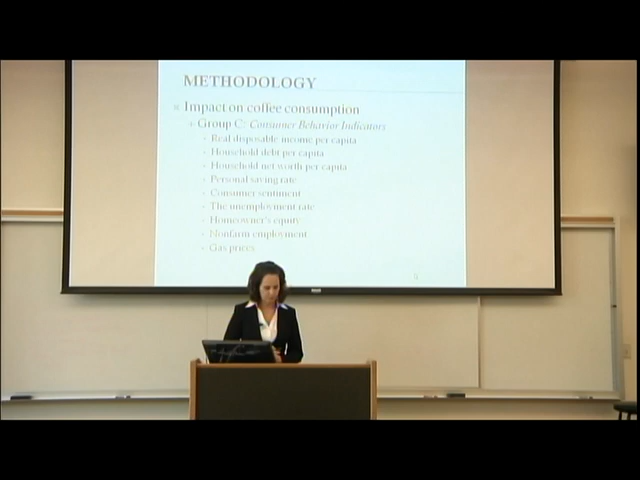 METHODOLOGY
Impact on coffee consumption
Group C: Consumer Behavior Indicators
- Real disposable income per capita
- Household debt per capita
- Household net worth per capita
- Personal saving rate
- Consumer sentiment
- The unemployment rate
- Homeowner's equity
- Nonfarm employment
- Gas prices